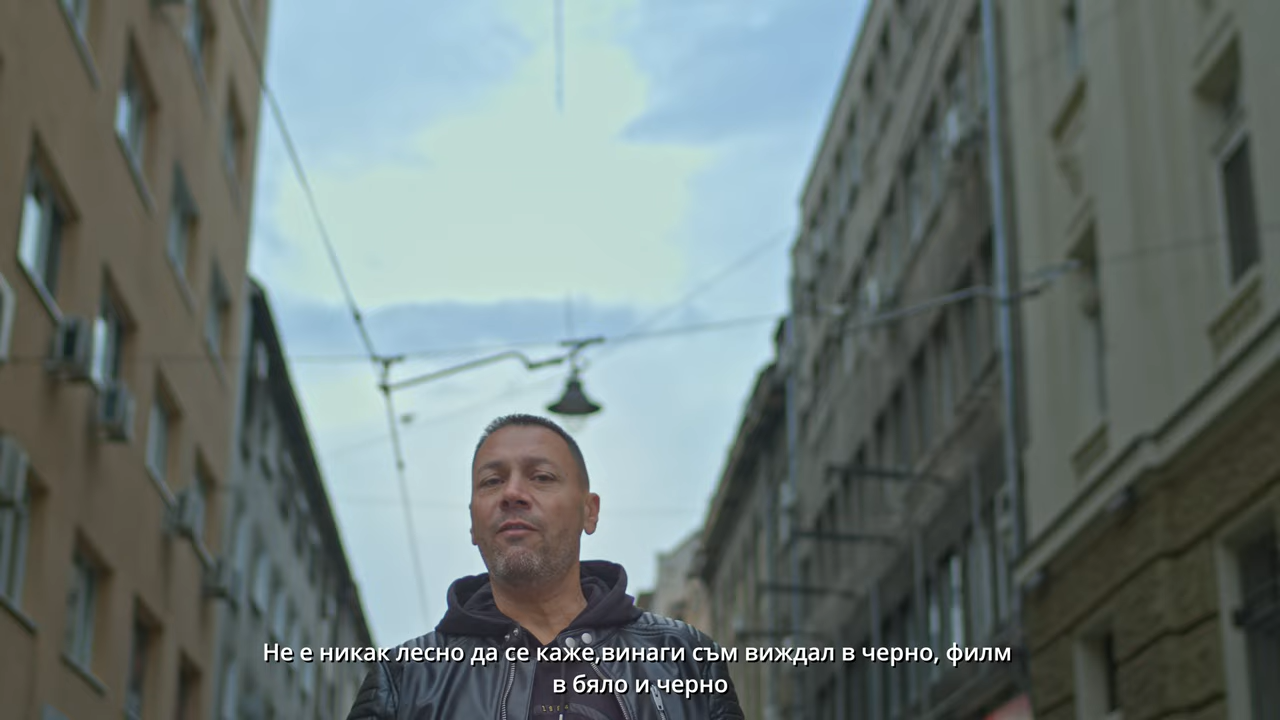 Не е никак лесно да се каже,винаги съм виждал в черно, филм
в бяло и черно